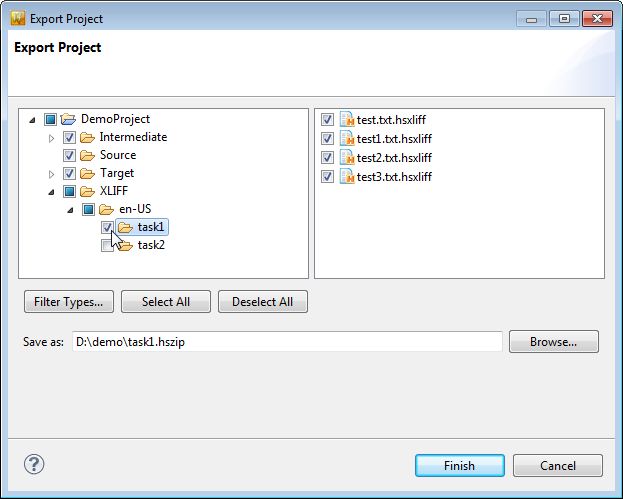 Export Project
Export Project
DemoProject
Intermediate
Source
Target
XLIFF
en-US
task1
task2
test.txt.hsxliff
test1.txt.hsxliff
test2.txt.hsxliff
test3.txt.hsxliff
Filter Types... Select All Deselect All
Save as: D:\demo\task1.hszip Browse...
? Finish Cancel